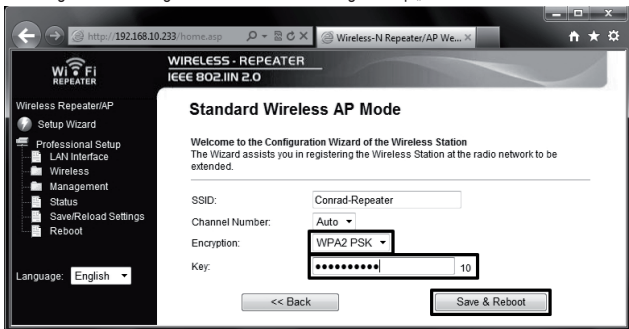 http://192.168.10.233/home.asp
Wireless-N Repeater/AP We...
WiFi
REPEATER
WIRELESS - REPEATER
IEEE 802.11N 2.0
Wireless Repeater/AP
Setup Wizard
Professional Setup
LAN Interface
Wireless
Management
Status
Save/Reload Settings
Reboot
Language: English
Standard Wireless AP Mode
Welcome to the Configuration Wizard of the Wireless Station
The Wizard assists you in registering the Wireless Station at the radio network to be
extended.
SSID: Conrad-Repeater
Channel Number: Auto
Encryption: WPA2 PSK
Key: ●●●●●●●●●● 10
<< Back Save & Reboot